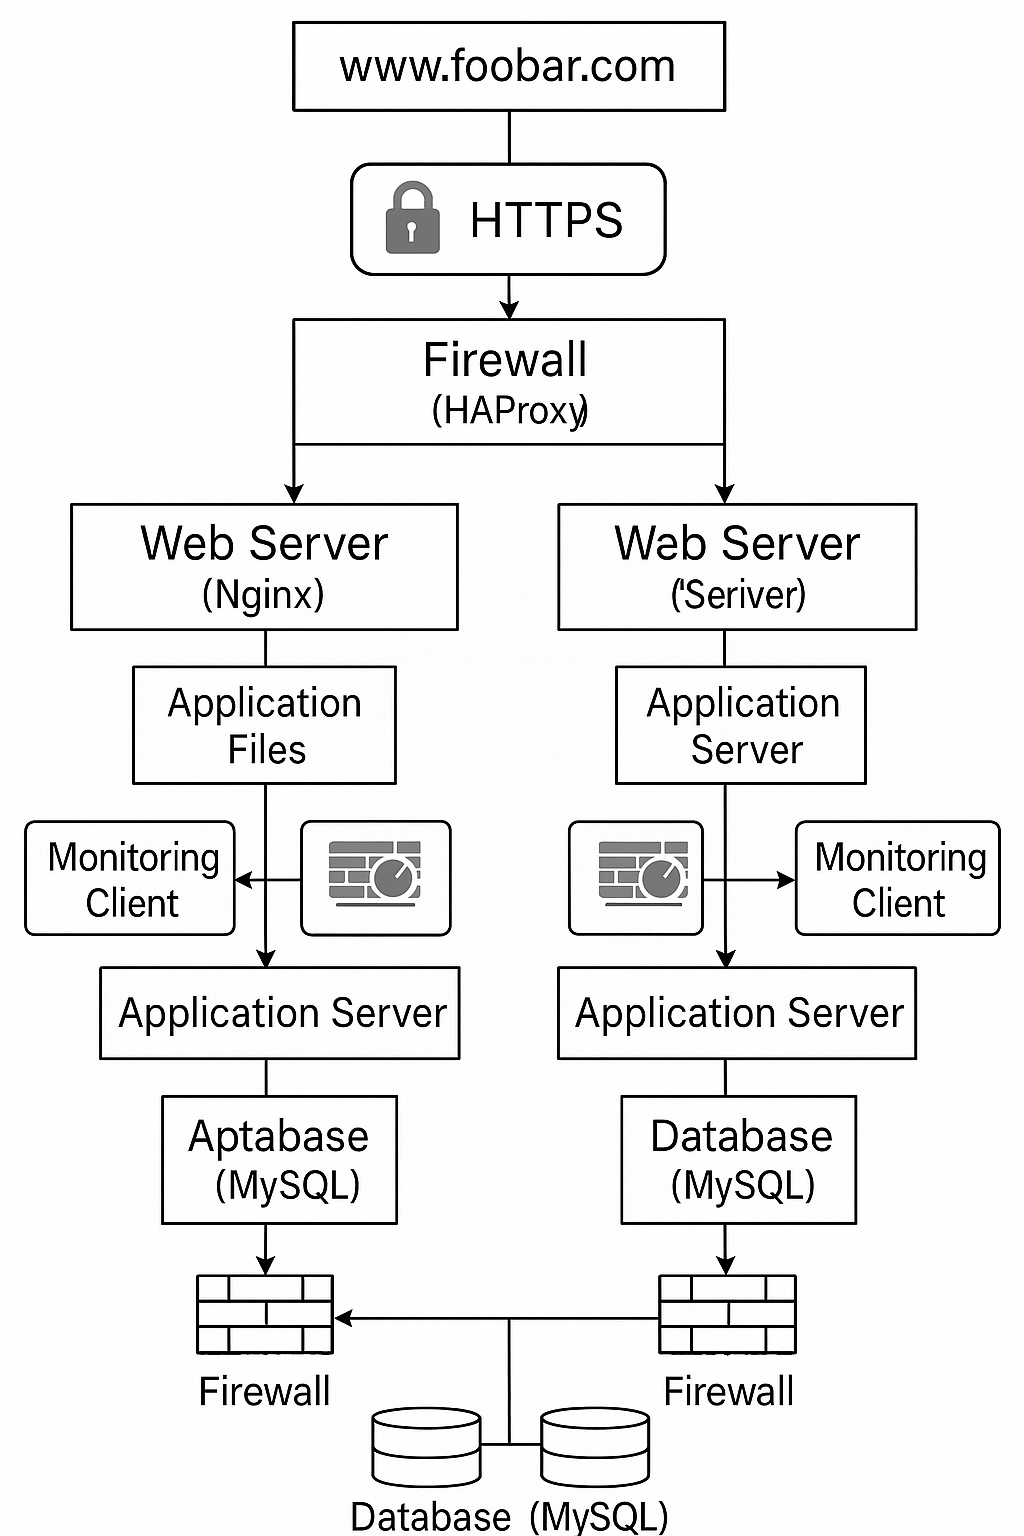 www.foobar.com
HTTPS
Firewall
(HAProxy)
Web Server
(Nginx)
Wab Server
('Seriver)
Application
Files
Application
Server
Monitoring
Client
Monitoring
Client
Application Server
Application Server
Aptabase
(MySQL)
Database
(MySQL)
Firewall
Firewall
Database (MySQL)